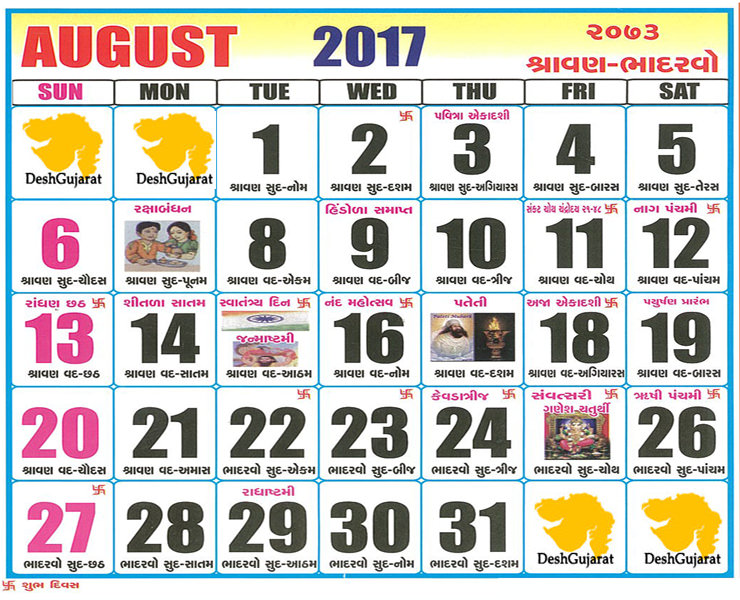 AUGUST 2017 ૨૦૭૩
શ્રાવણ-ભાદરવો
SUN MON TUE WED THU FRI SAT
DeshGujarat
DeshGujarat
1
શ્રાવણ સુદ-નોમ
2
શ્રાવણ સુદ-દશમ
પવિત્રા એકાદશી
3
શ્રાવણ સુદ-અગિયારસ
4
શ્રાવણ સુદ-બારસ
5
શ્રાવણ સુદ-તેરસ
6
શ્રાવણ સુદ-ચૌદસ
રક્ષાબંધન
શ્રાવણ સુદ-પૂનમ
8
શ્રાવણ વદ-એકમ
હિંડોળા સમાપ્ત
9
શ્રાવણ વદ-બીજ
10
શ્રાવણ વદ-ત્રીજ
સંકટ ચોથ ચંદ્રોદય ૨૧-૪૮
11
શ્રાવણ વદ-ચોથ
નાગ પંચમી
12
શ્રાવણ વદ-પાંચમ
રાંધણ છઠ
13
શ્રાવણ વદ-છઠ
શીતળા સાતમ
14
શ્રાવણ વદ-સાતમ
સ્વાતંત્ર્ય દિન
જન્માષ્ટમી
શ્રાવણ વદ-આઠમ
નંદ મહોત્સવ
16
શ્રાવણ વદ-નોમ
પતેતી
શ્રાવણ વદ-દશમ
અજા એકાદશી
18
શ્રાવણ વદ-અગિયારસ
પર્યુષણ પ્રારંભ
19
શ્રાવણ વદ-બારસ
20
શ્રાવણ વદ-ચૌદસ
21
શ્રાવણ વદ-અમાસ
22
ભાદરવો સુદ-એકમ
23
ભાદરવો સુદ-બીજ
કેવડાત્રીજ
24
ભાદરવો સુદ-ત્રીજ
સંવત્સરી
ગણેશ ચતુર્થી
ભાદરવો સુદ-ચોથ
ઋષી પંચમી
26
ભાદરવો સુદ-પાંચમ
27
ભાદરવો સુદ-છઠ
28
ભાદરવો સુદ-સાતમ
રાધાષ્ટમી
29
ભાદરવો સુદ-આઠમ
30
ભાદરવો સુદ-નોમ
31
ભાદરવો સુદ-દશમ
DeshGujarat
DeshGujarat
卐 શુભ દિવસ